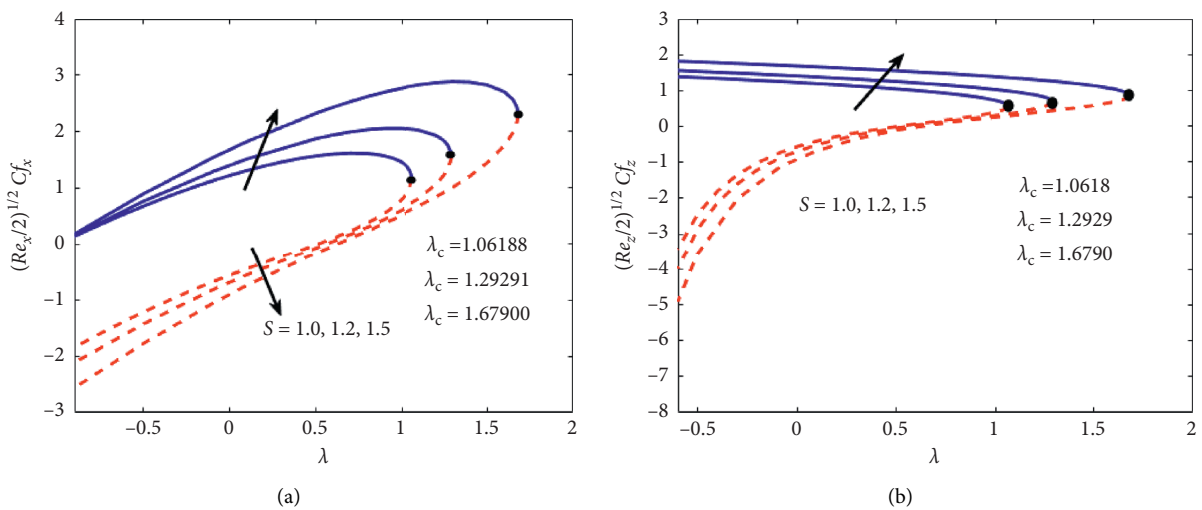 4
3
2
1
0
−1
−2
−3
−0.5 0 0.5 1 1.5 2
(Re_x/2)^{1/2} Cf_x
λ
λ_c =1.06188
λ_c =1.29291
λ_c = 1.67900
S = 1.0, 1.2, 1.5
(a)
3
2
1
0
−1
−2
−3
−4
−5
−6
−7
−8
−0.5 0 0.5 1 1.5 2
(Re_z/2)^{1/2} Cf_z
λ
λ_c =1.0618
λ_c =1.2929
λ_c =1.6790
S = 1.0, 1.2, 1.5
(b)